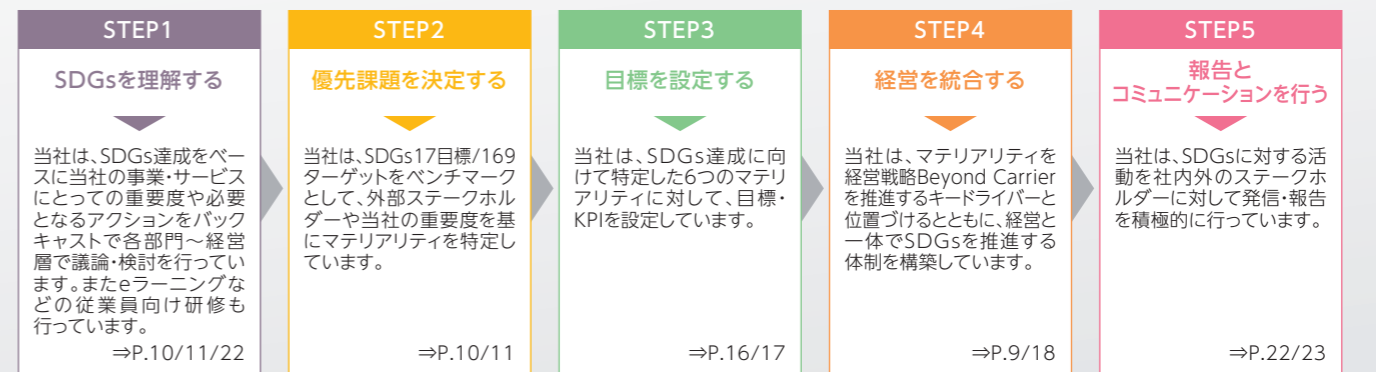 STEP1
SDGsを理解する
当社は、SDGs達成をベー
スに当社の事業・サービス
にとっての重要度や必要
となるアクションをバック
キャストで各部門～経営
層で議論・検討を行ってい
ます。またeラーニングな
どの従業員向け研修も
行っています。
⇒P.10/11/22
STEP2
優先課題を決定する
当社は、SDGs17目標/169
ターゲットをベンチマーク
として、外部ステークホル
ダーや当社の重要度を基
にマテリアリティを特定し
ています。
⇒P.10/11
STEP3
目標を設定する
当社は、SDGs達成に向
けて特定した6つのマテリ
アリティに対して、目標・
KPIを設定しています。
⇒P.16/17
STEP4
経営を統合する
当社は、マテリアリティを
経営戦略Beyond Carrier
を推進するキードライバーと
位置づけるとともに、経営と
一体でSDGsを推進する
体制を構築しています。
⇒P.9/18
STEP5
報告と
コミュニケーションを行う
当社は、SDGsに対する活
動を社内外のステークホ
ルダーに対して発信・報告
を積極的に行っています。
⇒P.22/23